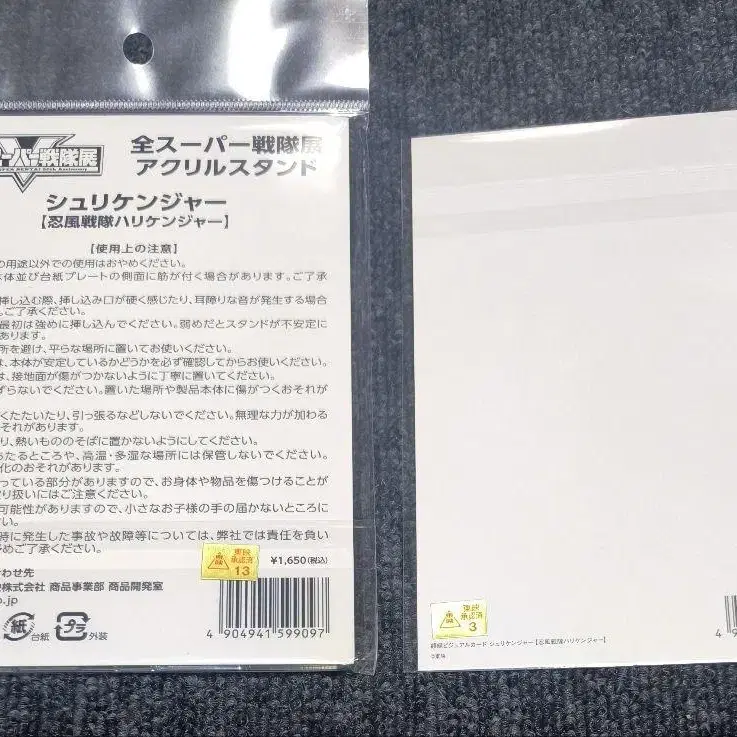 ーパー戦隊展
全スーパー戦隊展
アクリルスタンド
シュリケンジャー
【忍風戦隊ハリケンジャー】
【使用上の注意】
の用途以外での使用はおやめください。
体並び台紙プレートの側面に筋が付く場合があります。ご了承
挿し込む際、挿し込み口が硬く感じたり、耳障りな音が発生する場合
。ご了承ください。
最初は強めに挿し込んでください。弱めだとスタンドが不安定に
あります。
所を避け、平らな場所に置いてお使いください。
は、本体が安定しているかどうかを必ず確認してからお使いください。
は、接地面が傷がつかないように丁寧に置いてください。
ずらないでください。置いた場所や製品本体に傷がつくおそれが
くたたいたり、引っ張るなどしないでください。無理な力が加わる
それがあります。
り、熱いもののそばに置かないようにしてください。
あたるところや、高温・多湿な場所には保管しないでください。
化のおそれがあります。
っている部分がありますので、お身体や物品を傷つけることが
取り扱いにはご注意ください。
可能性がありますので、小さなお子様の手の届かないところに
い。
時に発生した事故や故障等については、弊社では責任を負い
予めご了承ください。
東映
承認済
13
¥1,650(税込)
わせ先
株式会社 商品事業部 商品開発室
.jp
紙 台紙
プラ 外装
4 904941 599097
東映
承認済
3
ビジュアルカード シュリケンジャー【忍風戦隊ハリケンジャー】
4